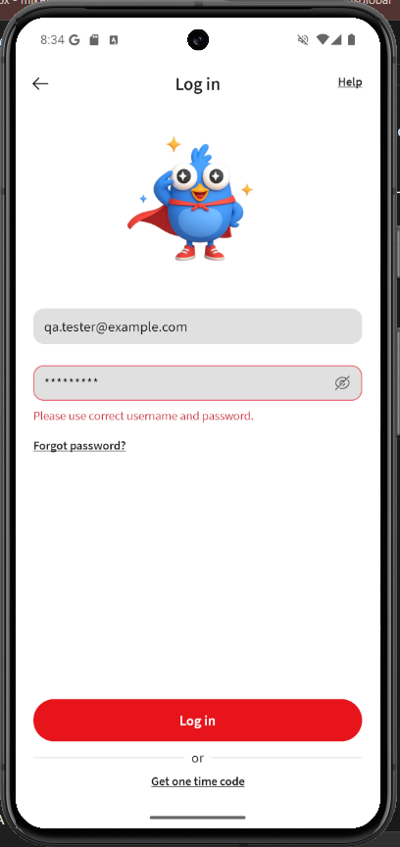 8:34
Log in
Help
qa.tester@example.com
*********
Please use correct username and password.
Forgot password?
Log in
or
Get one time code